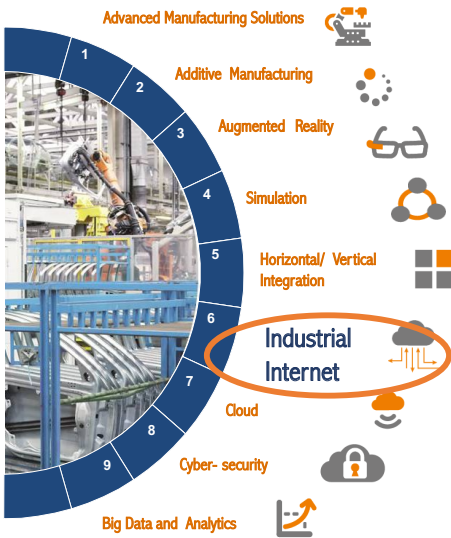 Advanced Manufacturing Solutions
1
Additive Manufacturing
2
Augmented Reality
3
Simulation
4
Horizontal/ Vertical
Integration
5
Industrial
Internet
6
Cloud
7
Cyber- security
8
Big Data and Analytics
9